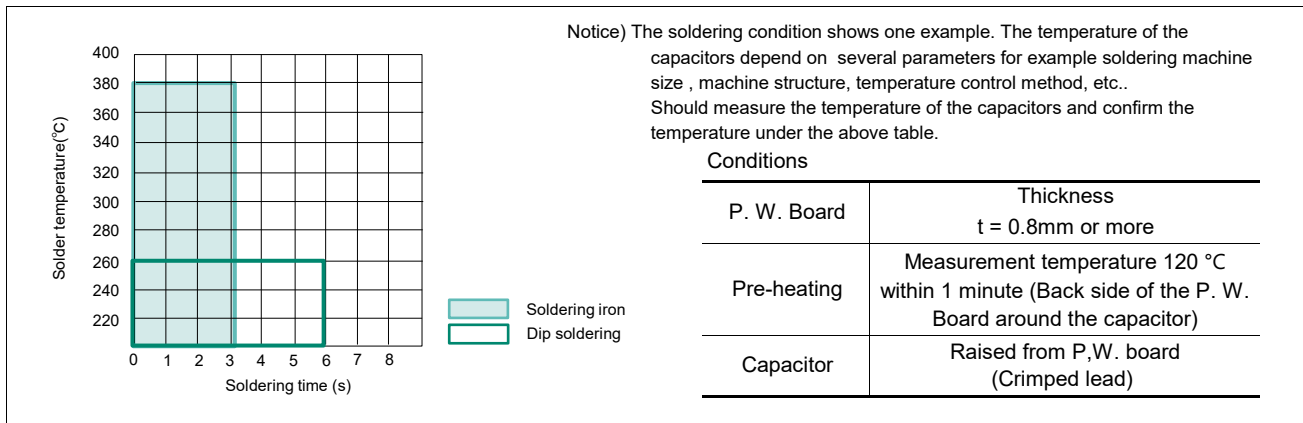 400
380
360
340
320
300
280
260
240
220
Solder temperature(°C)
0 1 2 3 4 5 6 7 8
Soldering time (s)
Soldering iron
Dip soldering
Notice) The soldering condition shows one example. The temperature of the
capacitors depend on several parameters for example soldering machine
size , machine structure, temperature control method, etc..
Should measure the temperature of the capacitors and confirm the
temperature under the above table.
Conditions
P. W. Board
Thickness
t = 0.8mm or more
Pre-heating
Measurement temperature 120 °C
within 1 minute (Back side of the P. W.
Board around the capacitor)
Capacitor
Raised from P,W. board
(Crimped lead)